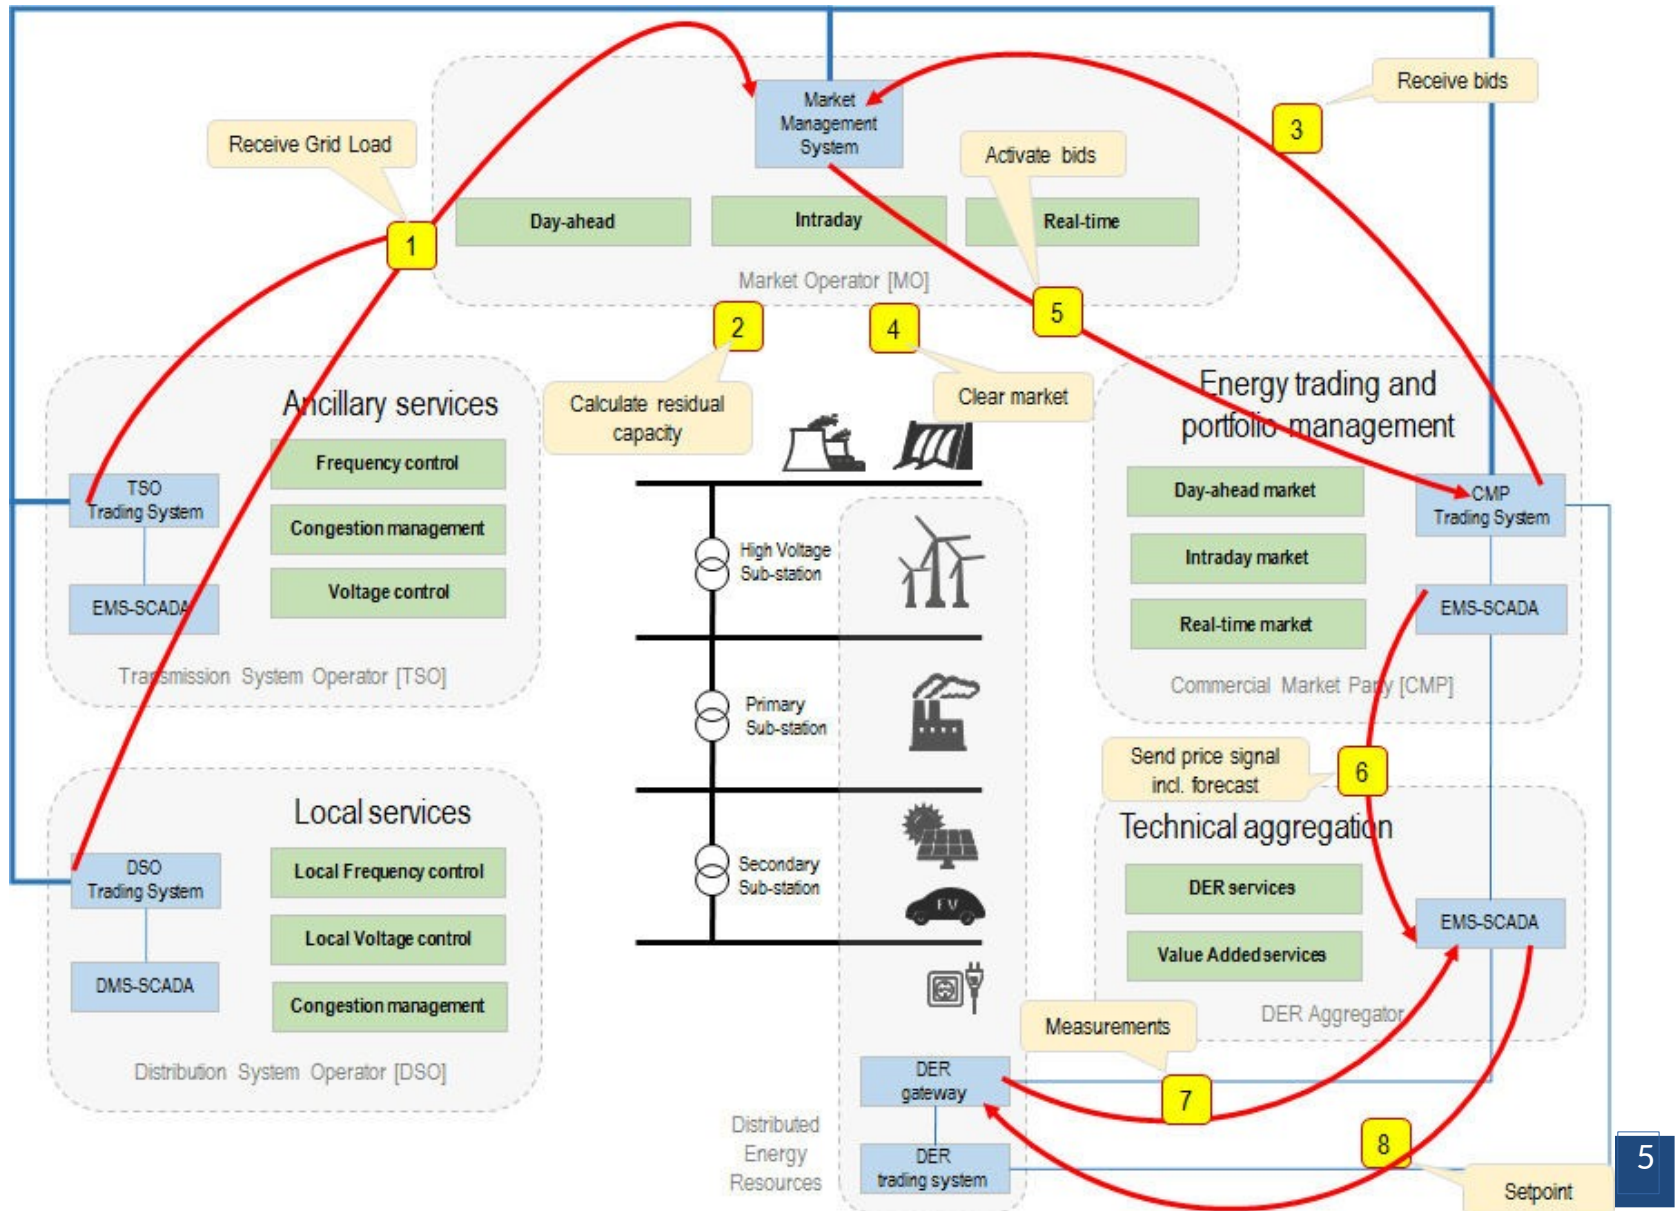 Receive bids
Market
Management
System
3
Receive Grid Load
Activate bids
Day-ahead
Intraday
Real-time
1
Market Operator [MO]
2
4
5
Calculate residual
capacity
Clear market
Ancillary services
Frequency control
Congestion management
Voltage control
TSO
Trading System
EMS-SCADA
Transmission System Operator [TSO]
Energy trading and
portfolio management
Day-ahead market
Intraday market
Real-time market
CMP
Trading System
EMS-SCADA
Commercial Market Party [CMP]
High Voltage
Sub-station
Primary
Sub-station
Secondary
Sub-station
EV
Send price signal
incl. forecast
6
Local services
Local Frequency control
Local Voltage control
Congestion management
DSO
Trading System
DMS-SCADA
Distribution System Operator [DSO]
Technical aggregation
DER services
Value Added services
EMS-SCADA
DER Aggregator
Measurements
7
DER
gateway
Distributed
Energy
Resources
DER
trading system
8
Setpoint
5